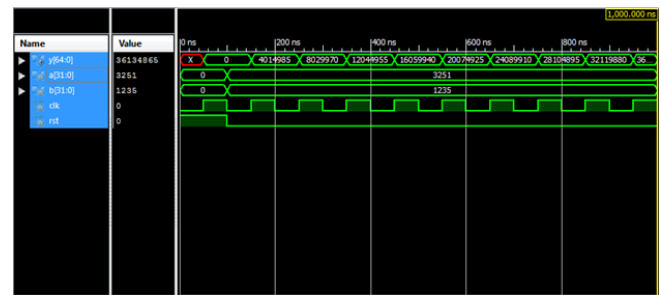 1,000.000 ns
Name Value 0 ns 200 ns 400 ns 600 ns 800 ns
y[64:0] 36134865 X 0 4014985 8029970 12044955 16059940 20074925 24089910 28104895 32119880 36...
a[31:0] 3251 0 3251
b[31:0] 1235 0 1235
clk 0
rst 0